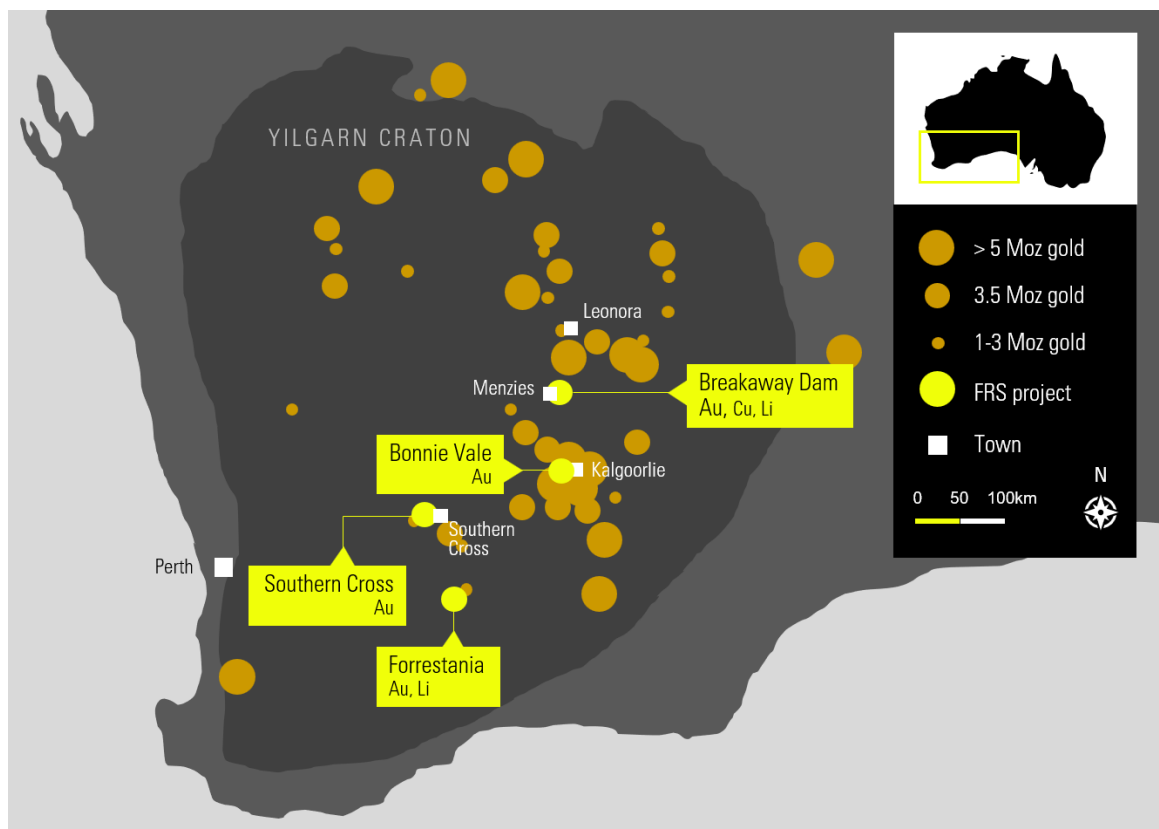 YILGARN CRATON
Leonora
Menzies
Breakaway Dam
Au, Cu, Li
Bonnie Vale
Au
Kalgoorlie
Southern
Cross
Perth
Southern Cross
Au
Forrestania
Au, Li
> 5 Moz gold
3.5 Moz gold
1-3 Moz gold
FRS project
Town
N
0 50 100km